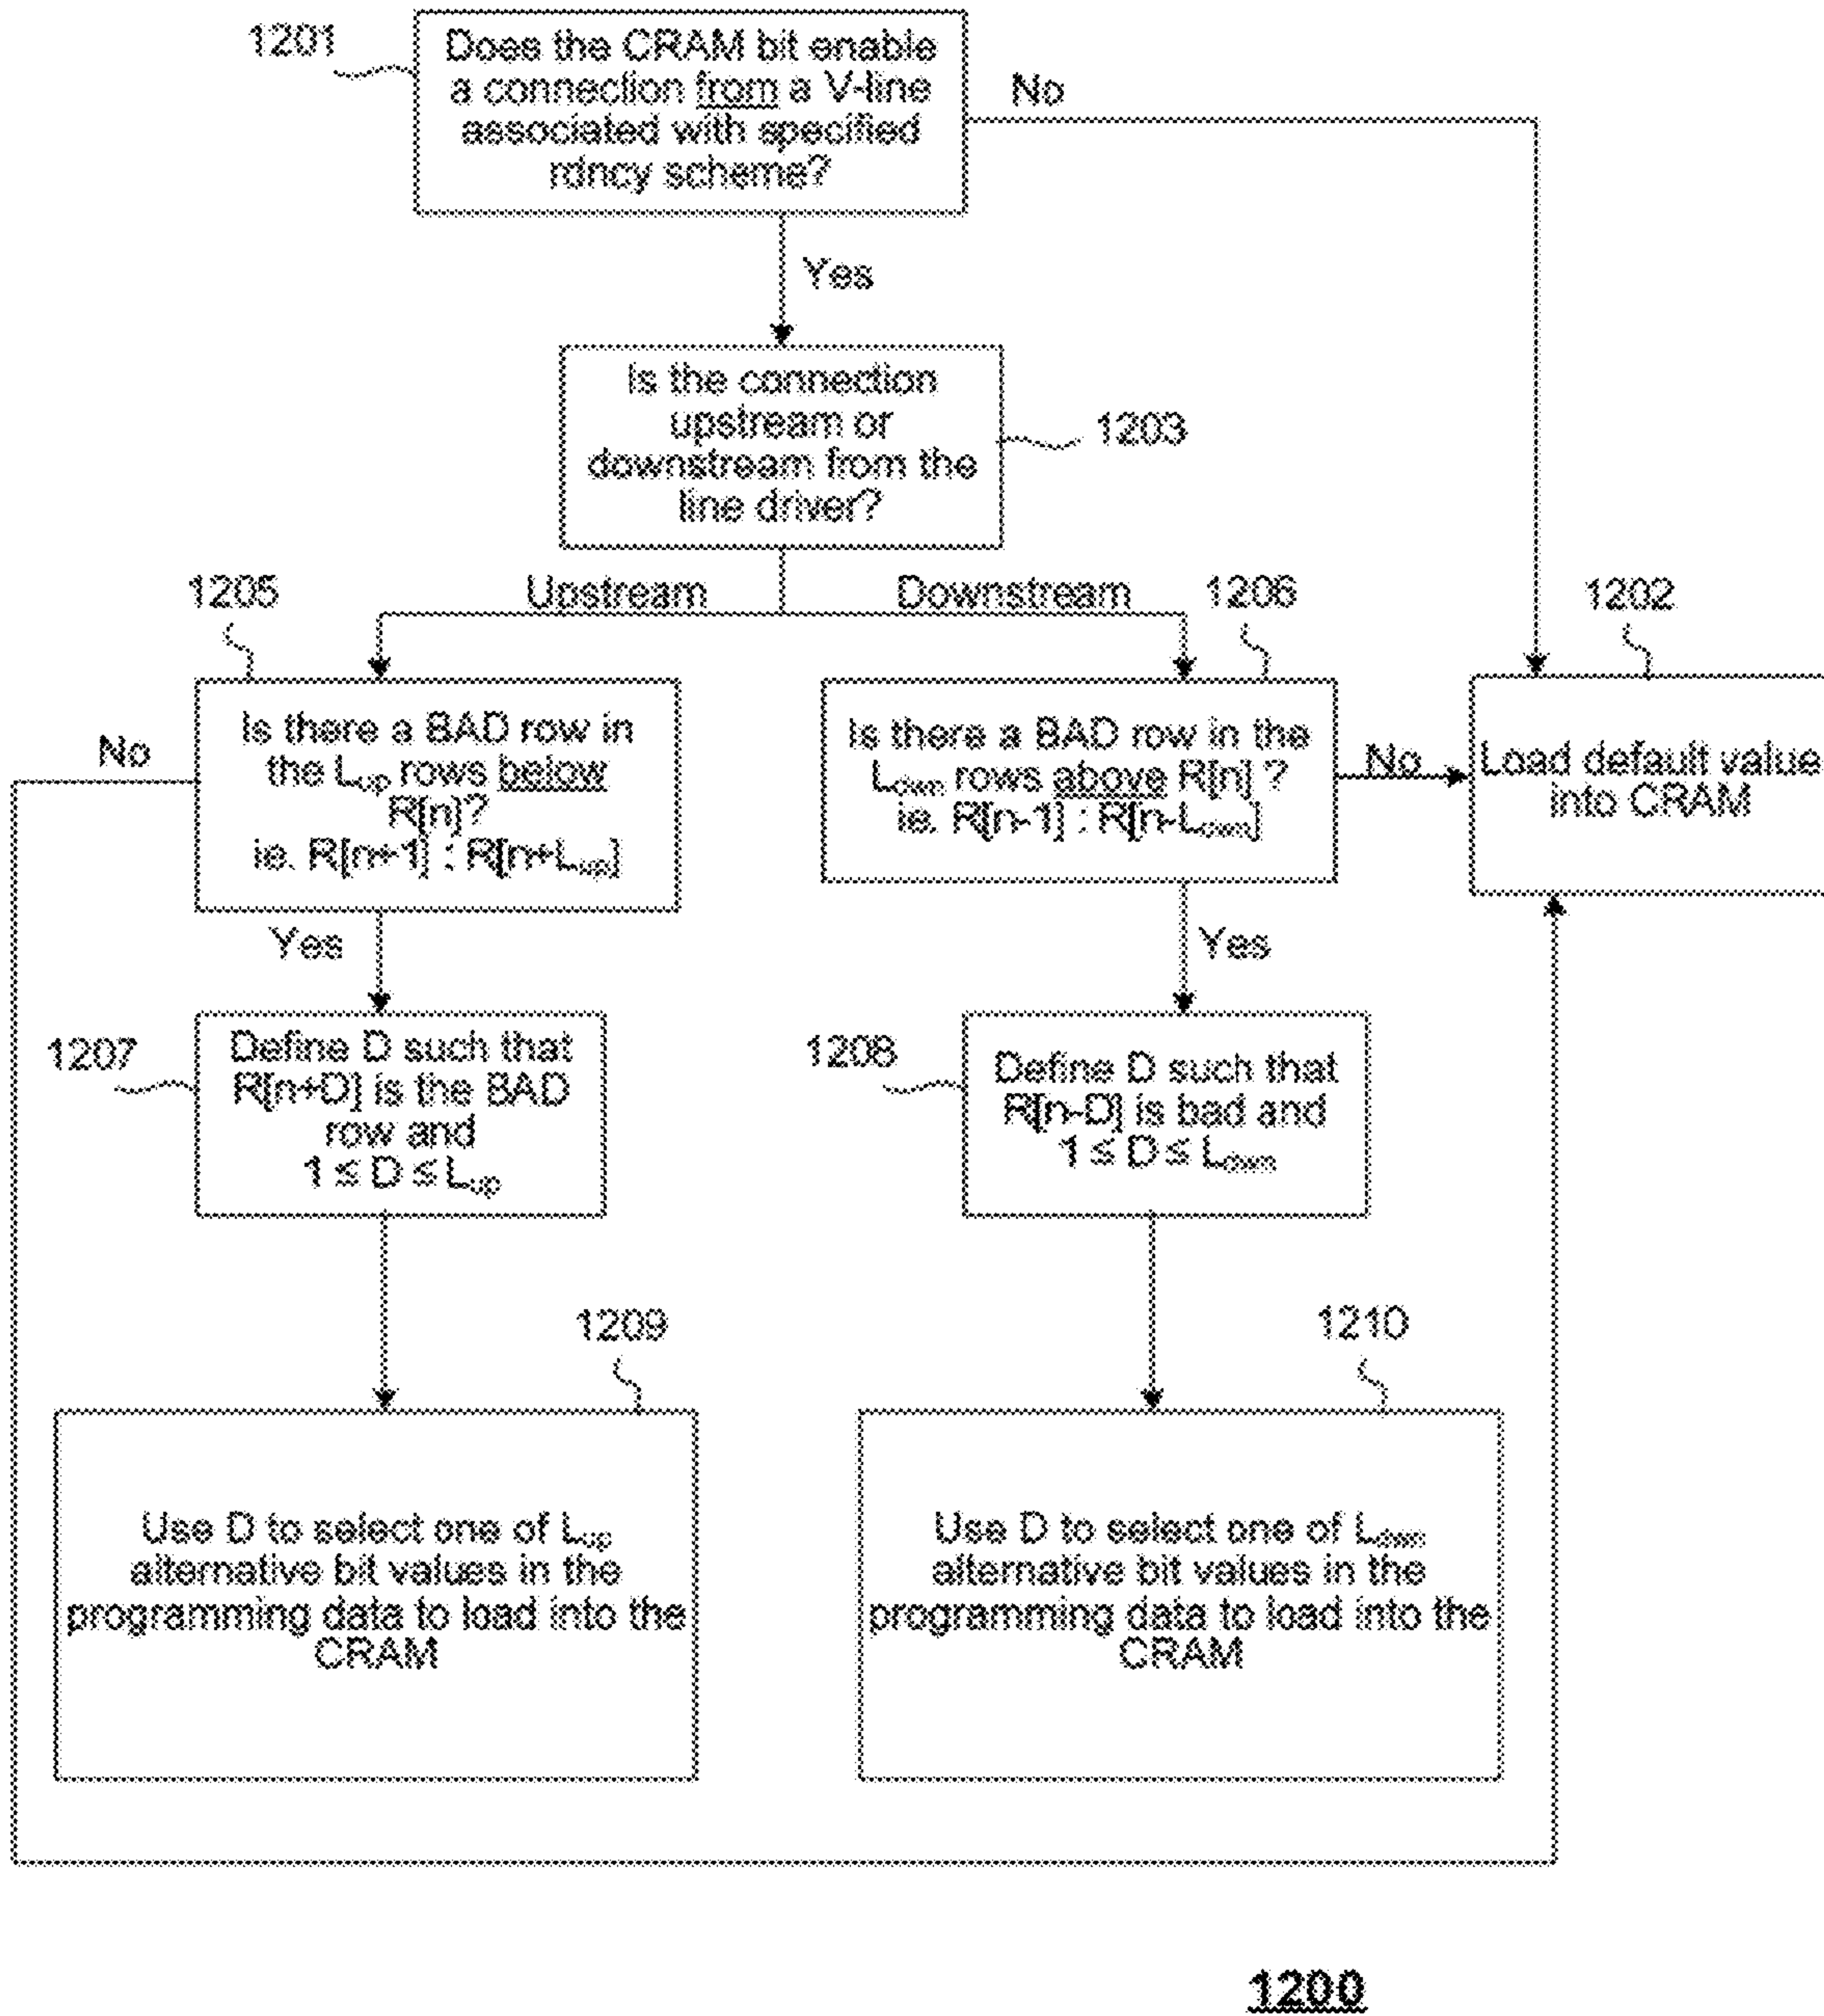 1201
Does the CRAM bit enable
a connection from a V-line
associated with specified
rdncy scheme?
No
Yes
Is the connection
upstream or
downstream from the
line driver?
1203
Upstream
Downstream
1205
1206
1202
Is there a BAD row in
the Lup rows below
R[n]?
ie. R[n+1] : R[n+Lup]
No
Is there a BAD row in the
Ldwn rows above R[n] ?
ie. R[n-1] : R[n-Ldwn]
No
Load default value
into CRAM
Yes
Yes
1207
Define D such that
R[n+D] is the BAD
row and
1 ≤ D ≤ Lup
1208
Define D such that
R[n-D] is bad and
1 ≤ D ≤ Ldwn
1209
1210
Use D to select one of Lup
alternative bit values in the
programming data to load into the
CRAM
Use D to select one of Ldwn
alternative bit values in the
programming data to load into the
CRAM
1200